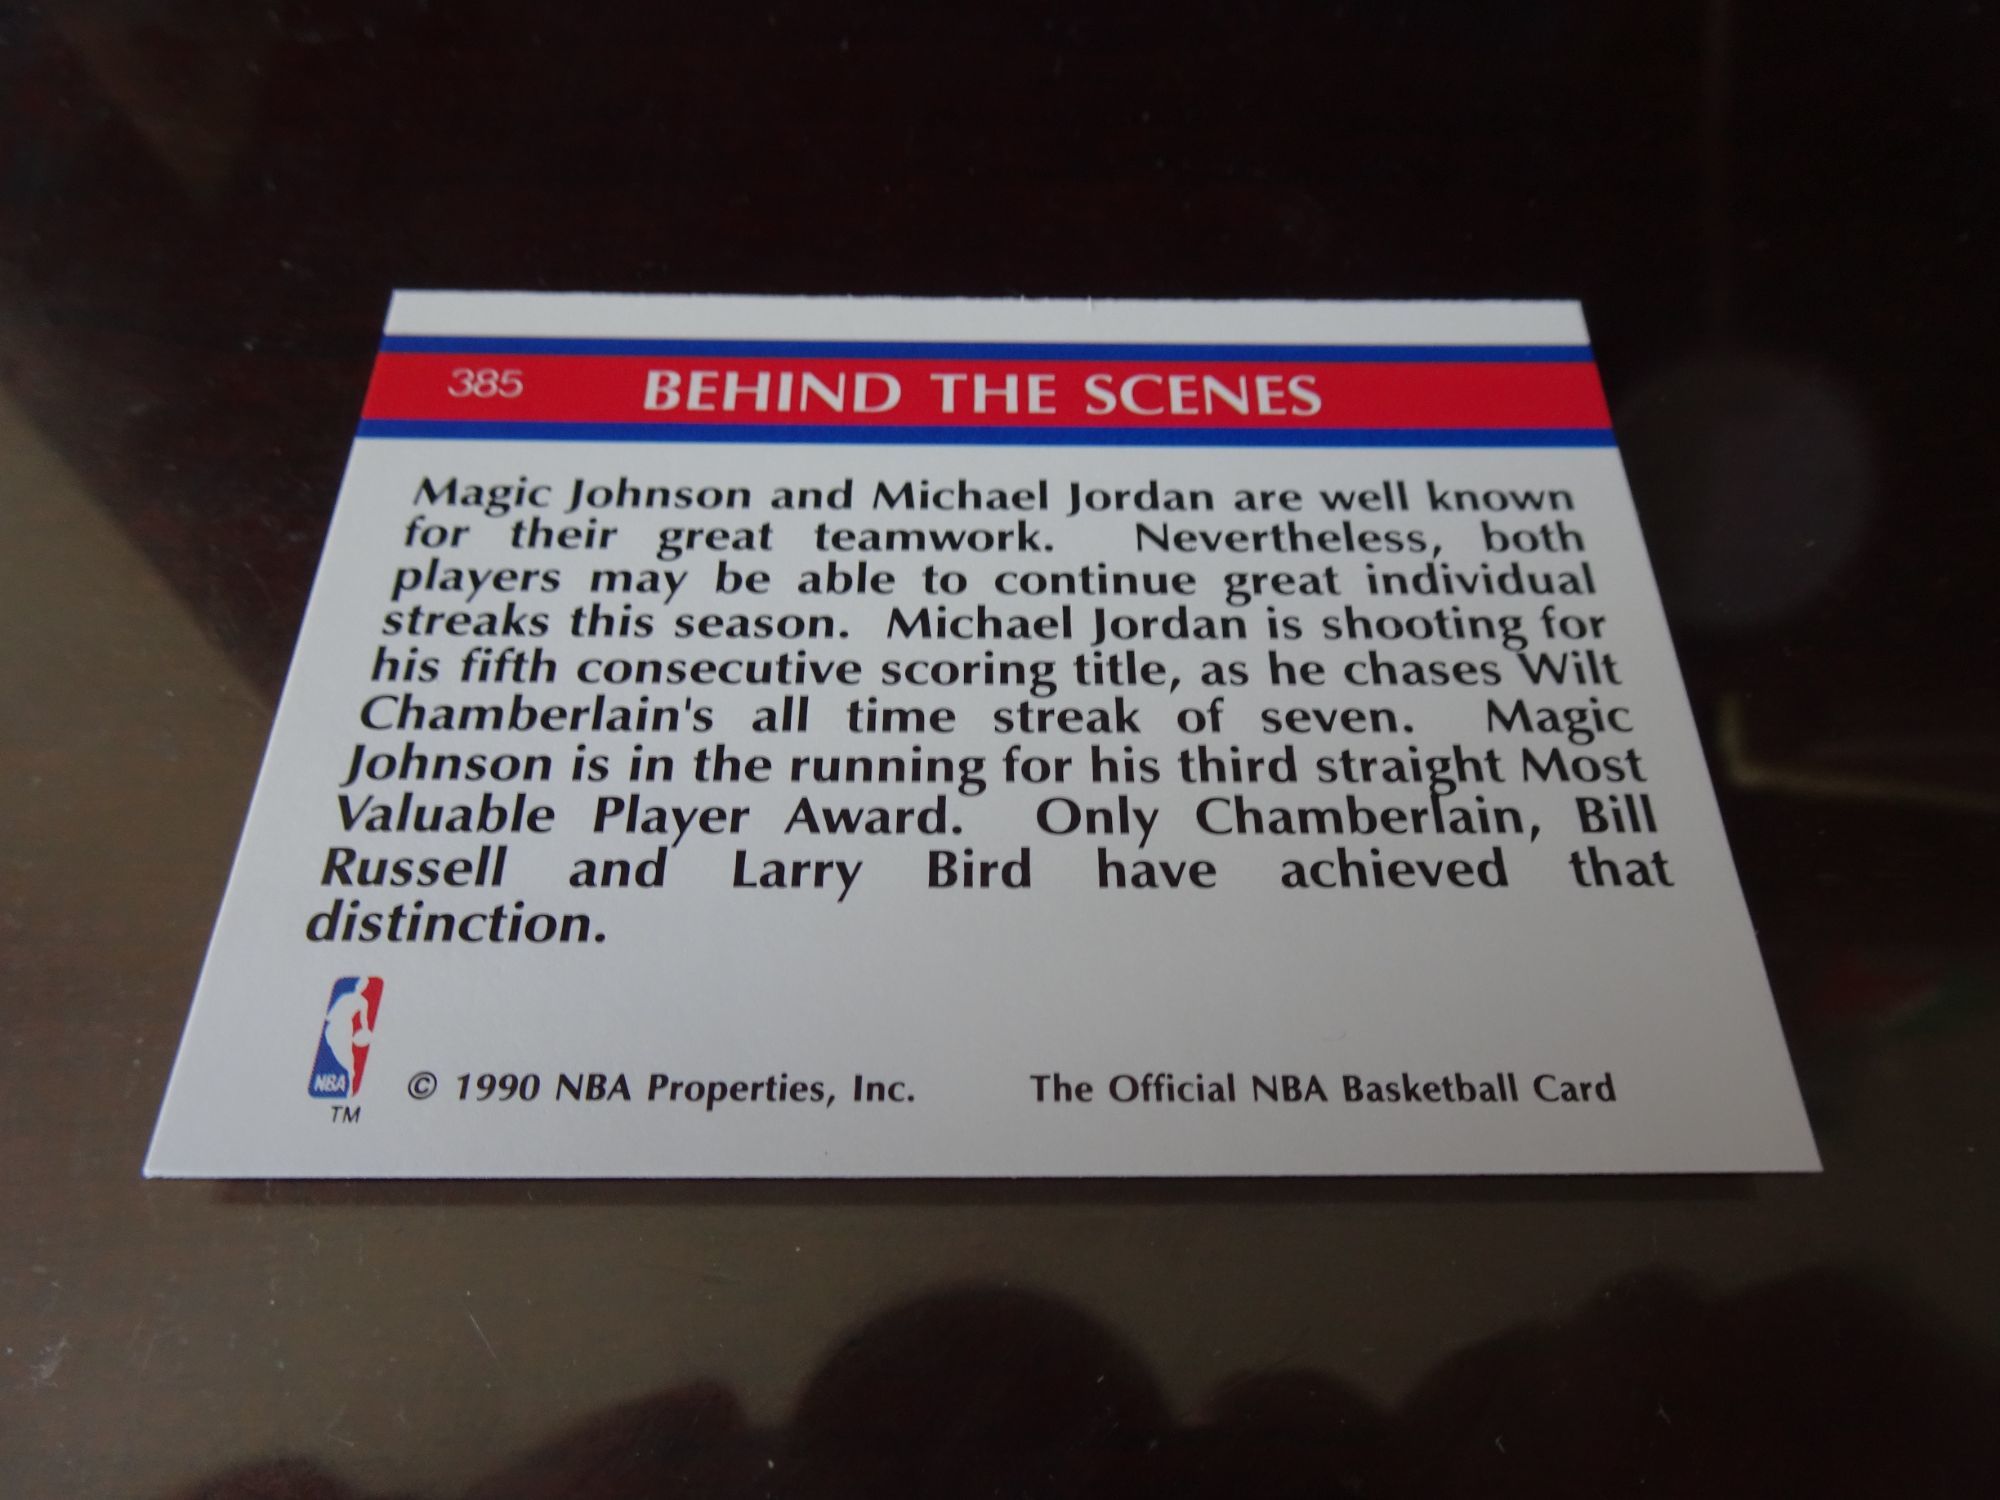 385 BEHIND THE SCENES
Magic Johnson and Michael Jordan are well known
for their great teamwork. Nevertheless, both
players may be able to continue great individual
streaks this season. Michael Jordan is shooting for
his fifth consecutive scoring title, as he chases Wilt
Chamberlain's all time streak of seven. Magic
Johnson is in the running for his third straight Most
Valuable Player Award. Only Chamberlain, Bill
Russell and Larry Bird have achieved that
distinction.
NBA
TM
© 1990 NBA Properties, Inc. The Official NBA Basketball Card